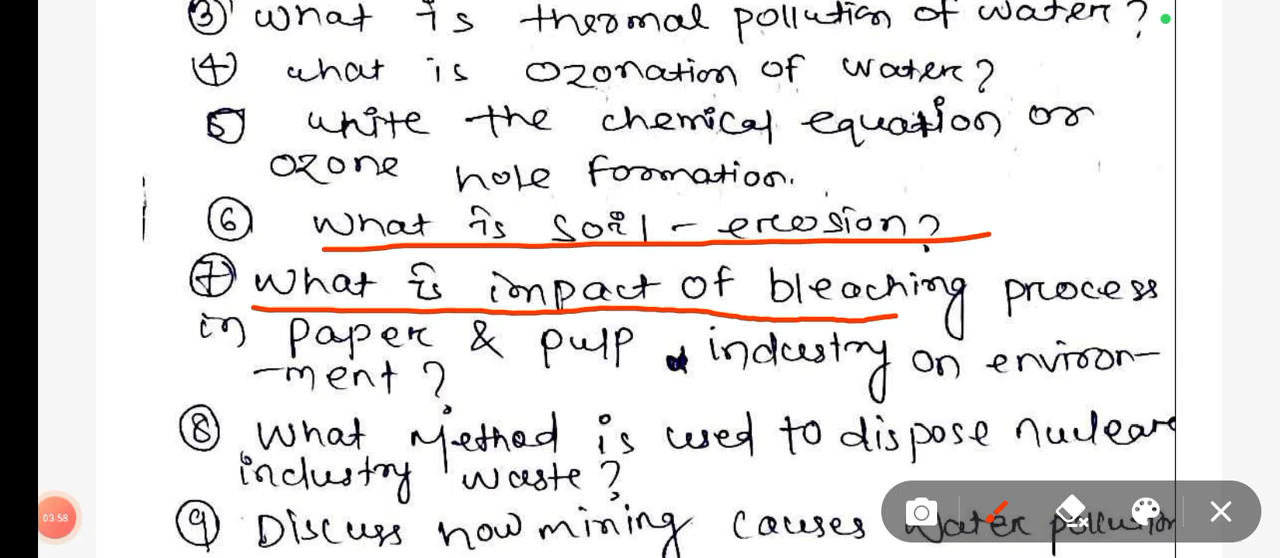 ③ What is thermal pollution of water?
④ what is Ozonation of water?
⑤ write the chemical equation or
ozone hole formation.
⑥ What is soil - erosion?
⑦ What is impact of bleaching process
in paper & pulp industry on environ-
-ment?
⑧ What Method is used to dispose nuclear
industry waste?
⑨ Discuss how mining causes water pollution
03:58